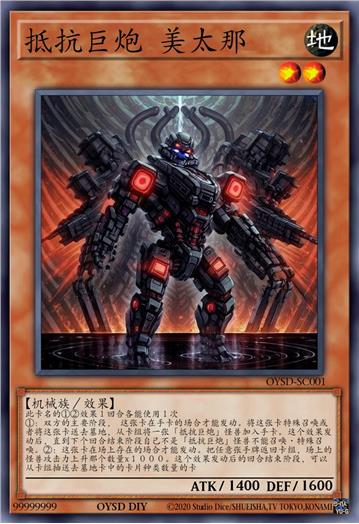 抵抗巨炮 美太那
地
OYSD-SC001
【机械族／效果】
此卡名的①②效果1回合各能使用1次
①：双方的主要阶段，这张卡在手卡的场合才能发动。将这张卡特殊召唤或
者将这张卡送去墓地，从卡组将一张「抵抗巨炮」怪兽加入手卡。这个效果发
动后，直到下个回合结束阶段自己不是「抵抗巨炮」怪兽不能召唤·特殊召
唤。②：这张卡在场上存在的场合才能发动。把任意张手牌送回卡组，场上的
怪兽攻击力上升那个数量x1000。这个效果发动后的回合结束阶段，可以
从卡组抽送去墓地卡中的卡片种类数量的卡
ATK / 1400 DEF / 1600
99999999 OYSD DIY ©2020 Studio Dice/SHUEISHA,TV TOKYO,KONAMI